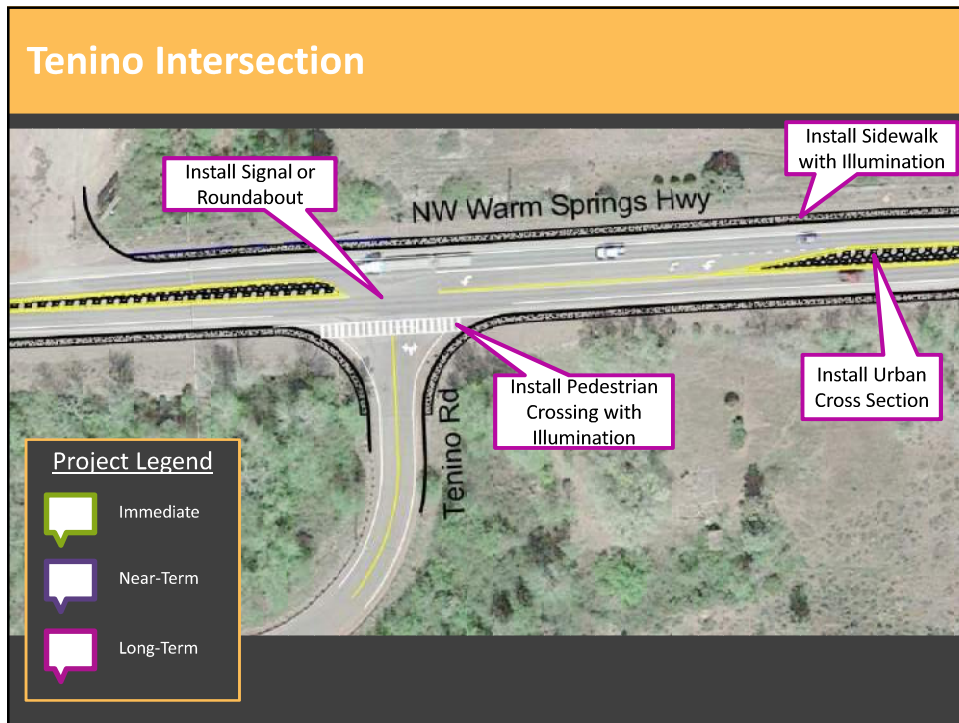 Tenino Intersection
Install Sidewalk
with Illumination
Install Signal or
Roundabout
NW Warm Springs Hwy
Install Urban
Cross Section
Install Pedestrian
Crossing with
Illumination
Tenino Rd
Project Legend
Immediate
Near-Term
Long-Term